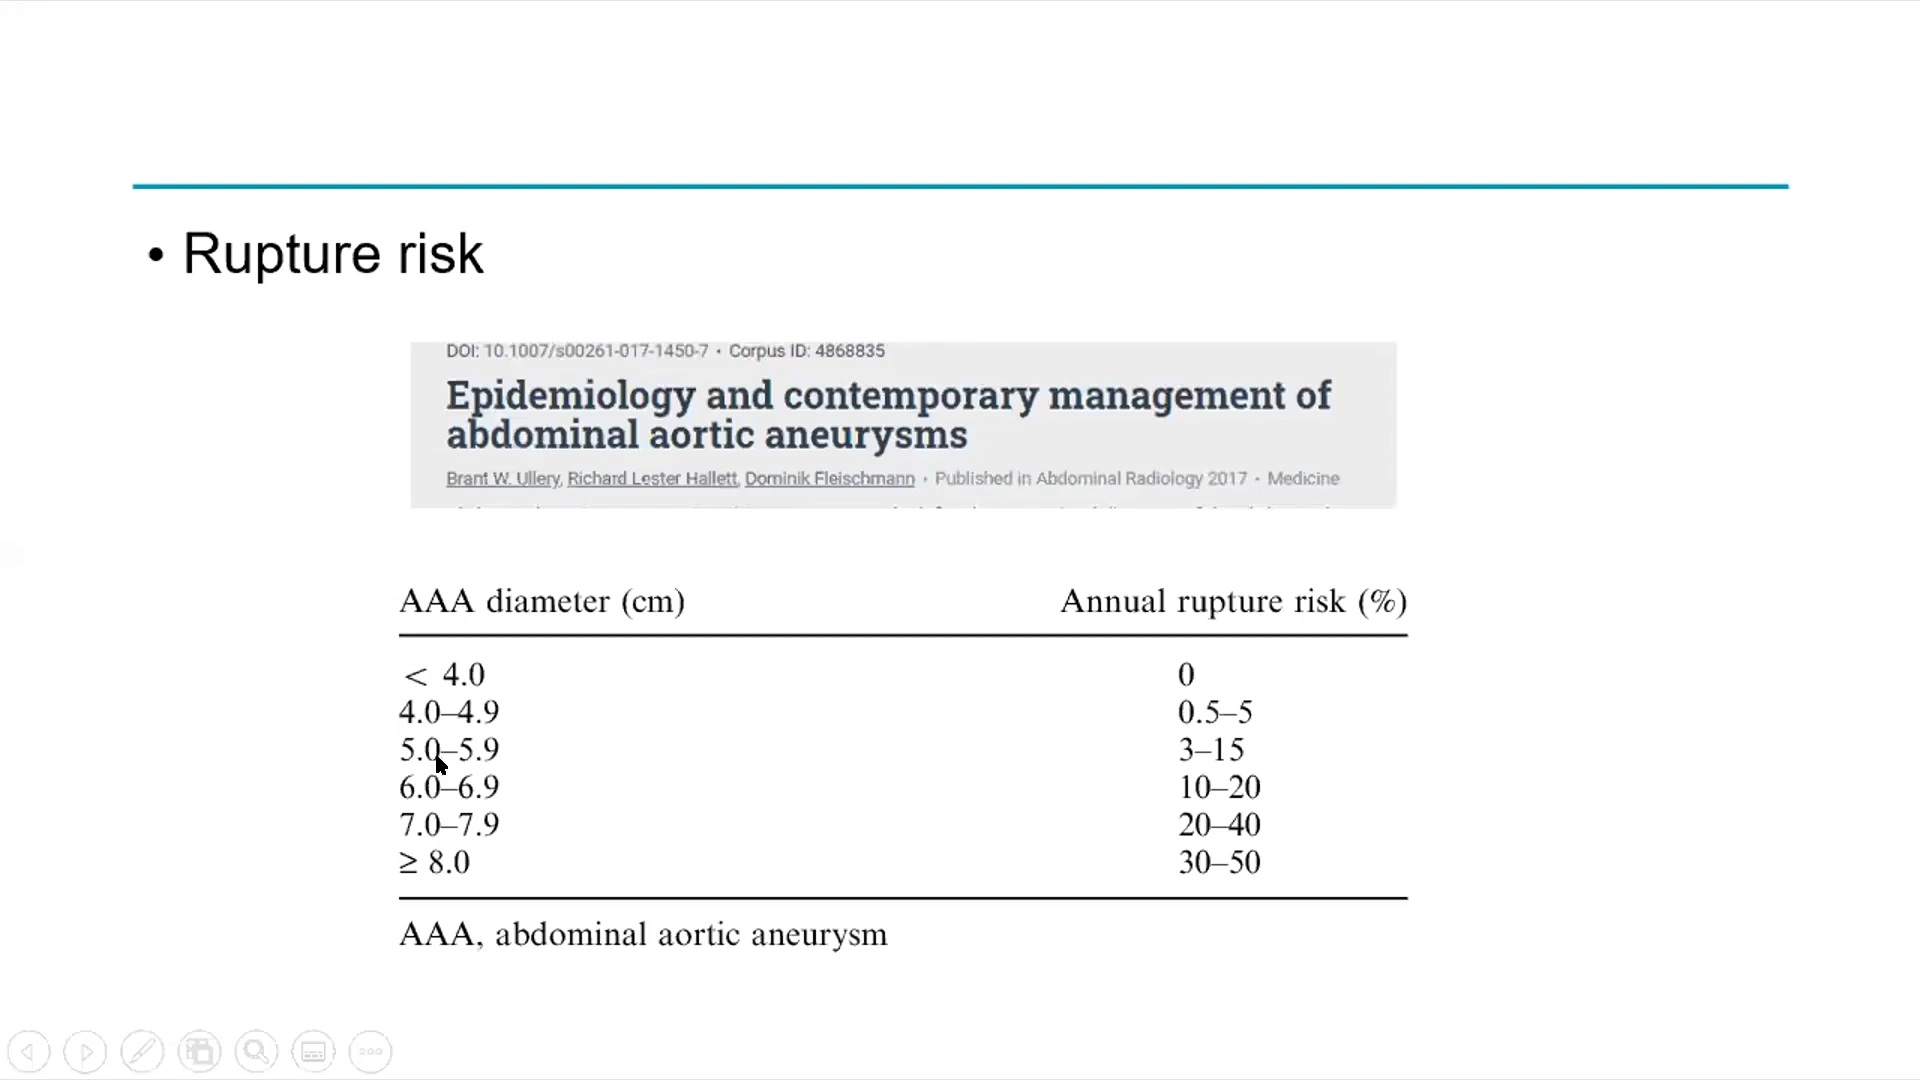 • Rupture risk
DOI: 10.1007/s00261-017-1450-7 • Corpus ID: 4868835
Epidemiology and contemporary management of
abdominal aortic aneurysms
Brant W. Ullery, Richard Lester Hallett, Dominik Fleischmann • Published in Abdominal Radiology 2017 • Medicine
AAA diameter (cm) Annual rupture risk (%)
< 4.0 0
4.0–4.9 0.5–5
5.0–5.9 3–15
6.0–6.9 10–20
7.0–7.9 20–40
≥ 8.0 30–50
AAA, abdominal aortic aneurysm